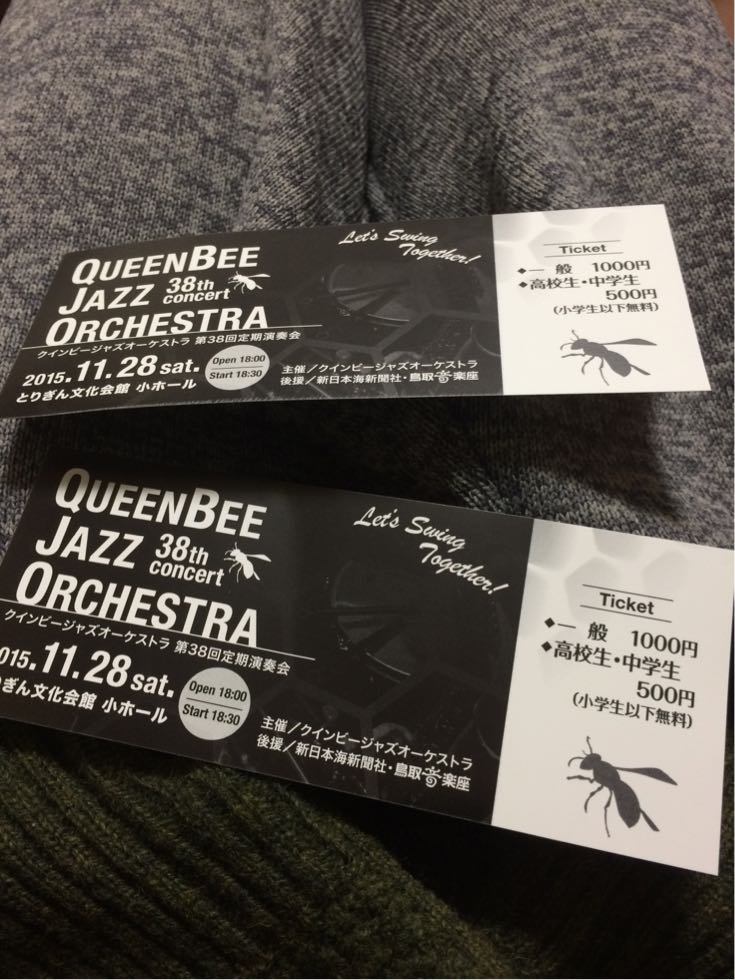 QUEENBEE
JAZZ 38th concert
ORCHESTRA
クインビージャズオーケストラ 第38回定期演奏会
2015.11.28 sat.
Open 18:00
Start 18:30
とりぎん文化会館 小ホール
Let's Swing
Together!
主催/クインビージャズオーケストラ
後援/新日本海新聞社・鳥取音楽座
Ticket
◆一 般 1000円
◆高校生・中学生
500円
(小学生以下無料)
QUEENBEE
JAZZ 38th concert
ORCHESTRA
クインビージャズオーケストラ 第38回定期演奏会
015.11.28 sat.
Open 18:00
Start 18:30
りぎん文化会館 小ホール
Let's Swing
Together!
主催/クインビージャズオーケストラ
後援/新日本海新聞社・鳥取音楽座
Ticket
◆一 般 1000円
◆高校生・中学生
500円
(小学生以下無料)